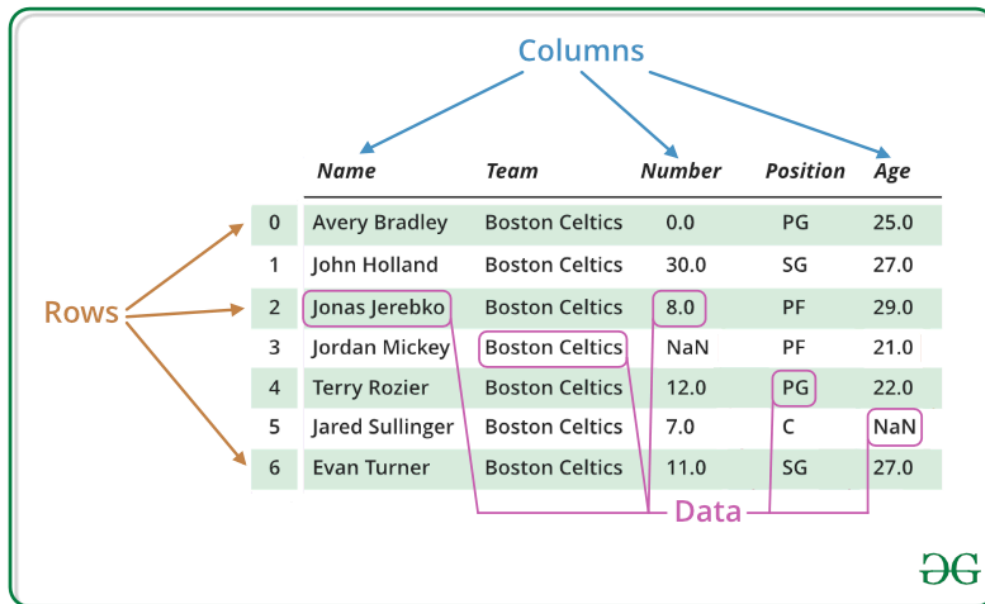 Columns
Name Team Number Position Age
0 Avery Bradley Boston Celtics 0.0 PG 25.0
1 John Holland Boston Celtics 30.0 SG 27.0
Rows
2 Jonas Jerebko Boston Celtics 8.0 PF 29.0
3 Jordan Mickey Boston Celtics NaN PF 21.0
4 Terry Rozier Boston Celtics 12.0 PG 22.0
5 Jared Sullinger Boston Celtics 7.0 C NaN
6 Evan Turner Boston Celtics 11.0 SG 27.0
Data